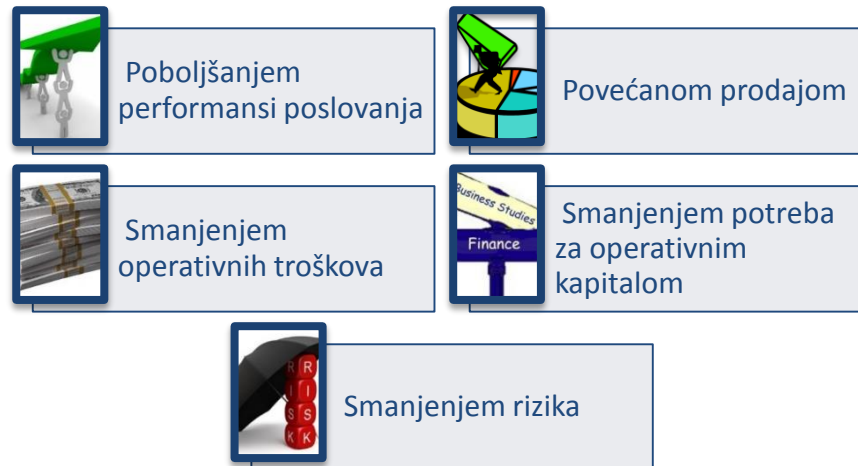 Poboljšanjem
performansi poslovanja
Povećanom prodajom
Smanjenjem
operativnih troškova
Business Studies
Finance
Smanjenjem potreba
za operativnim
kapitalom
R R
I I
S S
K K
Smanjenjem rizika